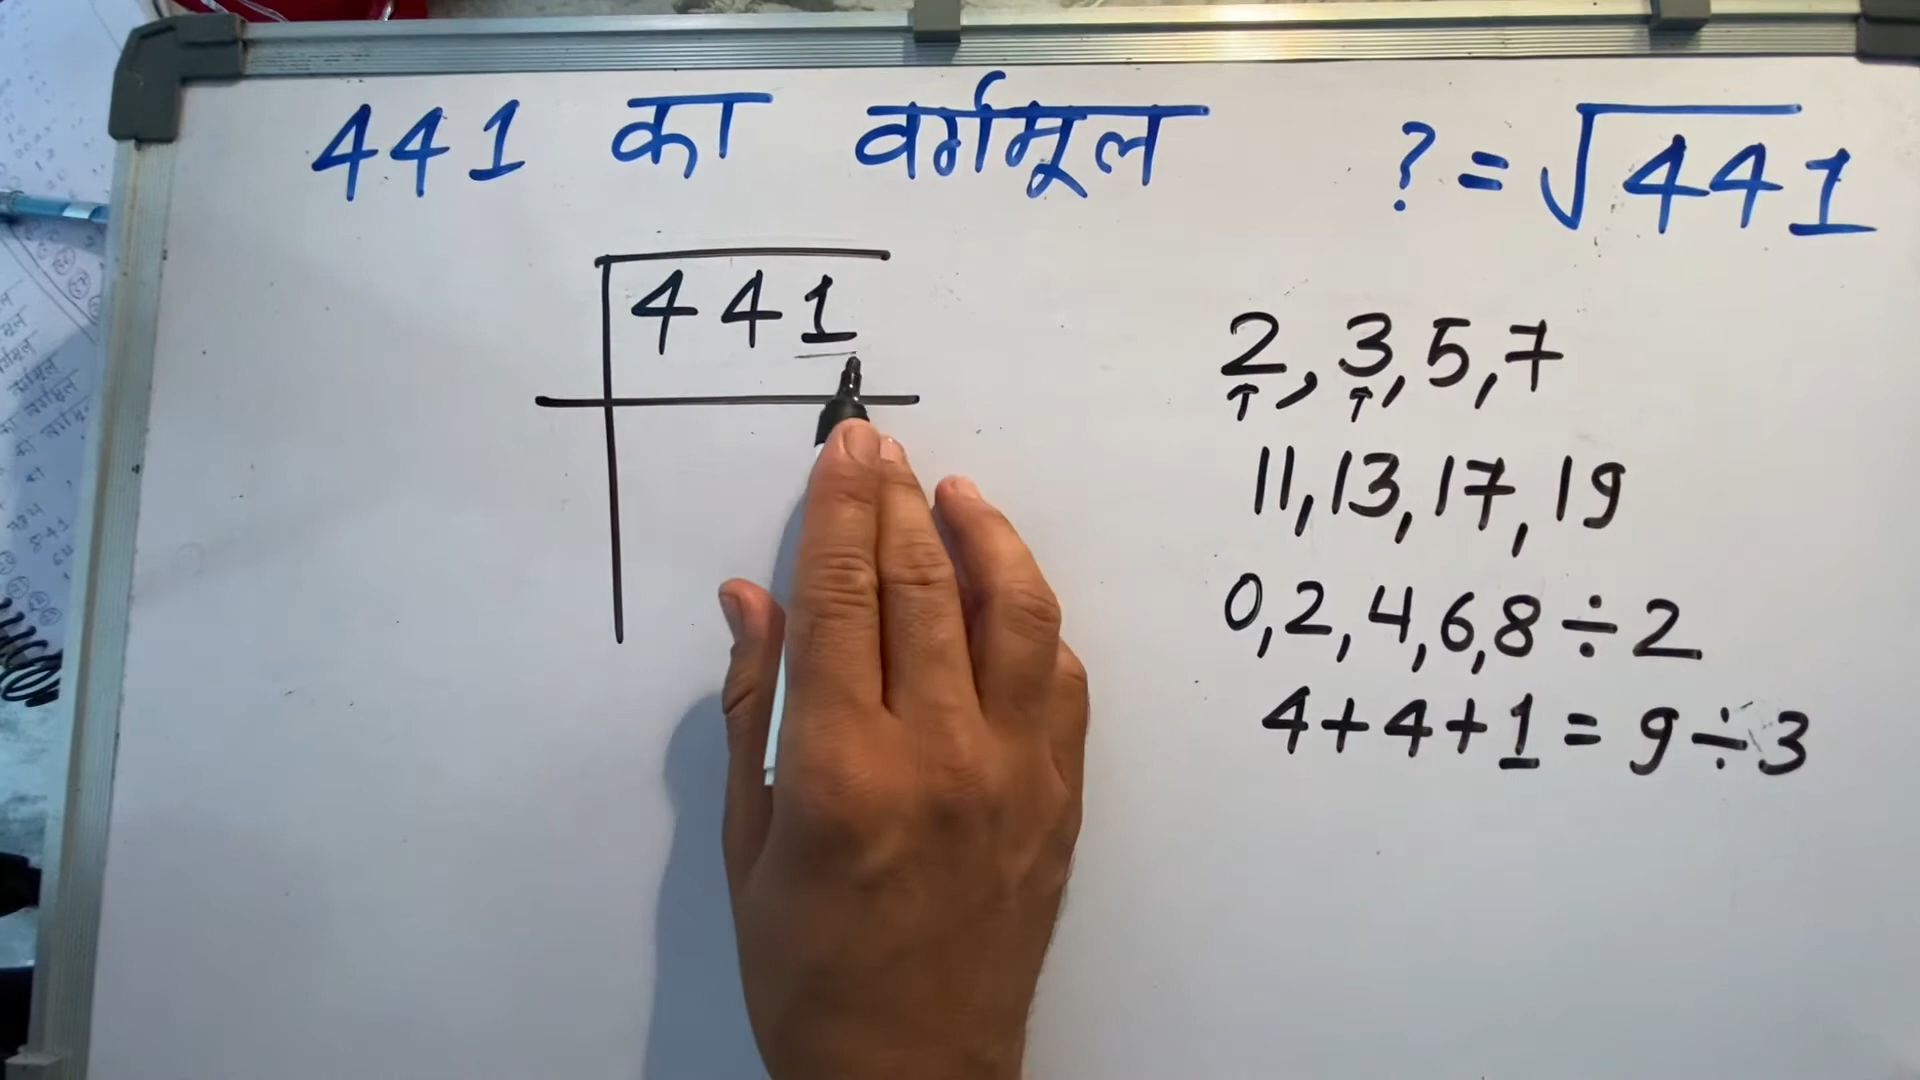 441 का वर्गमूल ? = √441
441
2, 3, 5, 7
↑ ↑
11, 13, 17, 19
0, 2, 4, 6, 8 ÷ 2
4+4+1 = 9 ÷ 3